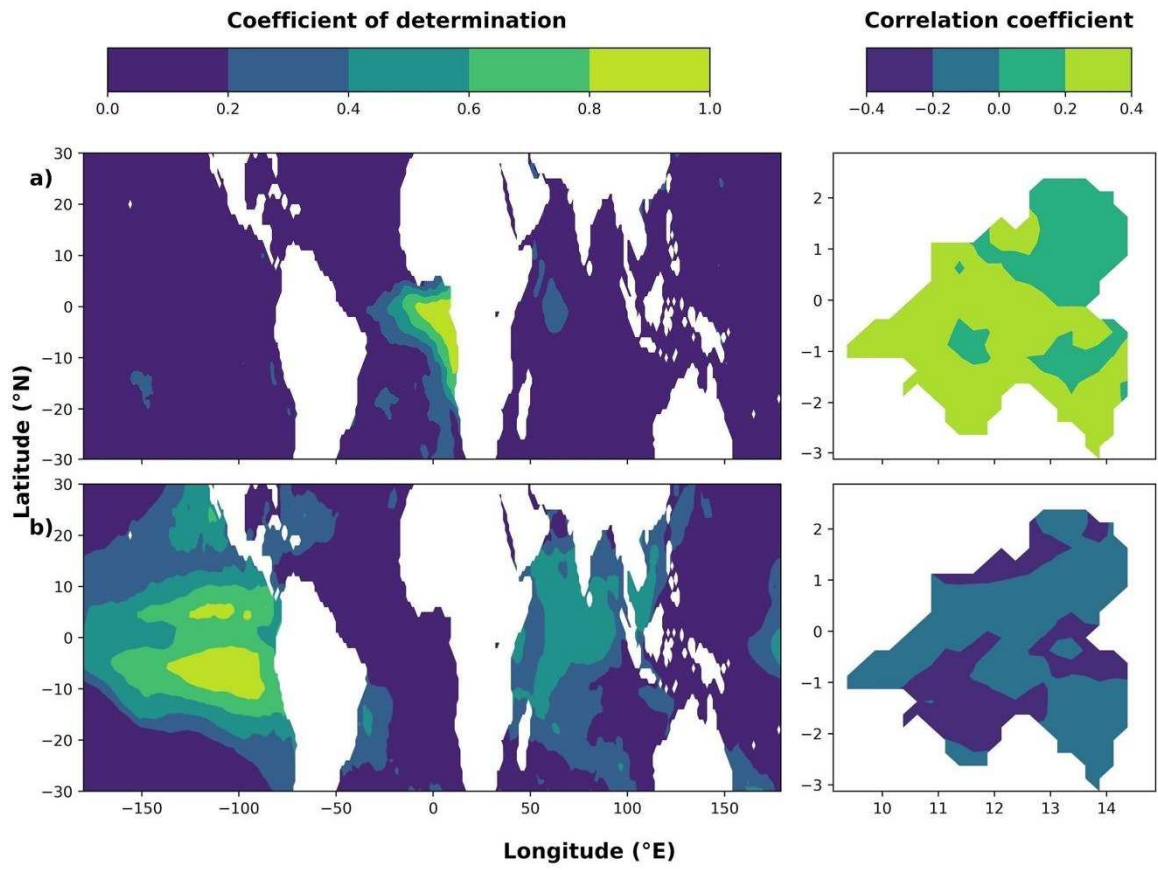 Coefficient of determination
Correlation coefficient
0.0 0.2 0.4 0.6 0.8 1.0
−0.4 −0.2 0.0 0.2 0.4
a)
30
20
10
0
−10
−20
−30
2
1
0
−1
−2
−3
b)
30
20
10
0
−10
−20
−30
2
1
0
−1
−2
−3
−150 −100 −50 0 50 100 150
10 11 12 13 14
Latitude (°N)
Longitude (°E)